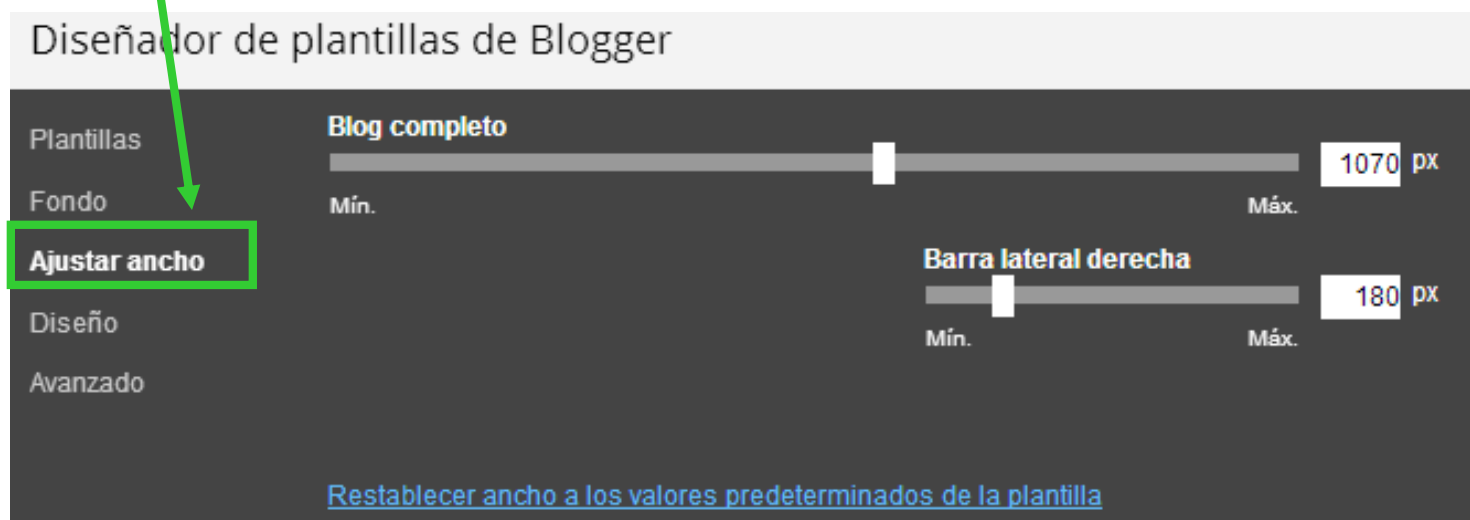 Diseñador de plantillas de Blogger
Plantillas
Fondo
Ajustar ancho
Diseño
Avanzado
Blog completo
1070 px
Mín. Máx.
Barra lateral derecha
180 px
Mín. Máx.
Restablecer ancho a los valores predeterminados de la plantilla